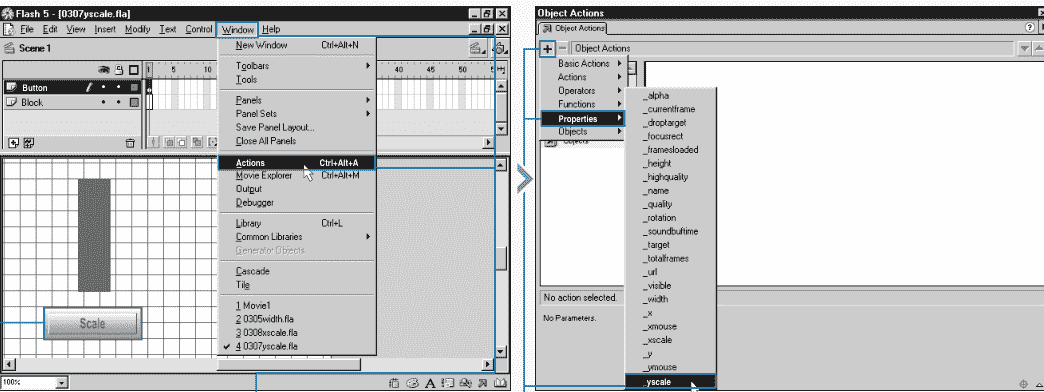 Flash 5 - [0307yscale.fla]
File Edit View Insert Modify Text Control Window Help
Scene 1
1 5 10 40 45 50
Button
Block
New Window Ctrl+Alt+N
Toolbars
Tools
Panels
Panel Sets
Save Panel Layout...
Close All Panels
Actions Ctrl+Alt+A
Movie Explorer Ctrl+Alt+M
Output
Debugger
Library Ctrl+L
Common Libraries
Generator Objects
Cascade
Tile
1 Movie1
2 0305width.fla
3 0308xscale.fla
4 0307yscale.fla
Scale
100%
Object Actions
Object Actions
Object Actions
Basic Actions
Actions
Operators
Functions
Properties
Objects
Objects
_alpha
_currentframe
_droptarget
_focusrect
_framesloaded
_height
_highquality
_name
_quality
_rotation
_soundbuftime
_target
_totalframes
_url
_visible
_width
_x
_xmouse
_xscale
_y
_ymouse
_yscale
No action selected.
No Parameters.